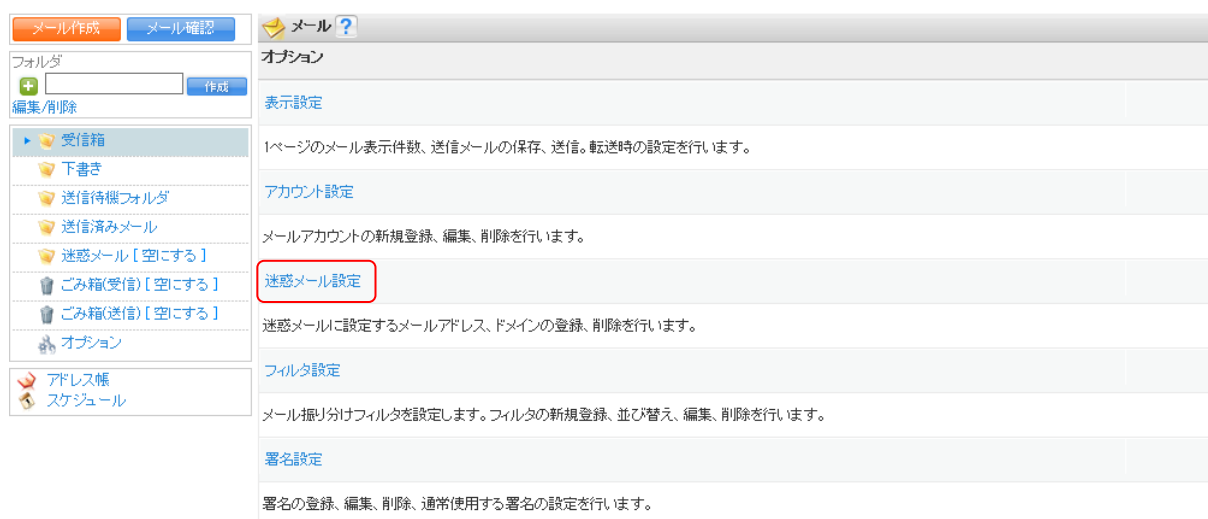 メール作成 メール確認
フォルダ
作成
編集/削除
受信箱
下書き
送信待機フォルダ
送信済みメール
迷惑メール [ 空にする ]
ごみ箱(受信) [ 空にする ]
ごみ箱(送信) [ 空にする ]
オプション
アドレス帳
スケジュール
メール ?
オプション
表示設定
1ページのメール表示件数、送信メールの保存、送信。転送時の設定を行います。
アカウント設定
メールアカウントの新規登録、編集、削除を行います。
迷惑メール設定
迷惑メールに設定するメールアドレス、ドメインの登録、削除を行います。
フィルタ設定
メール振り分けフィルタを設定します。フィルタの新規登録、並び替え、編集、削除を行います。
署名設定
署名の登録、編集、削除、通常使用する署名の設定を行います。